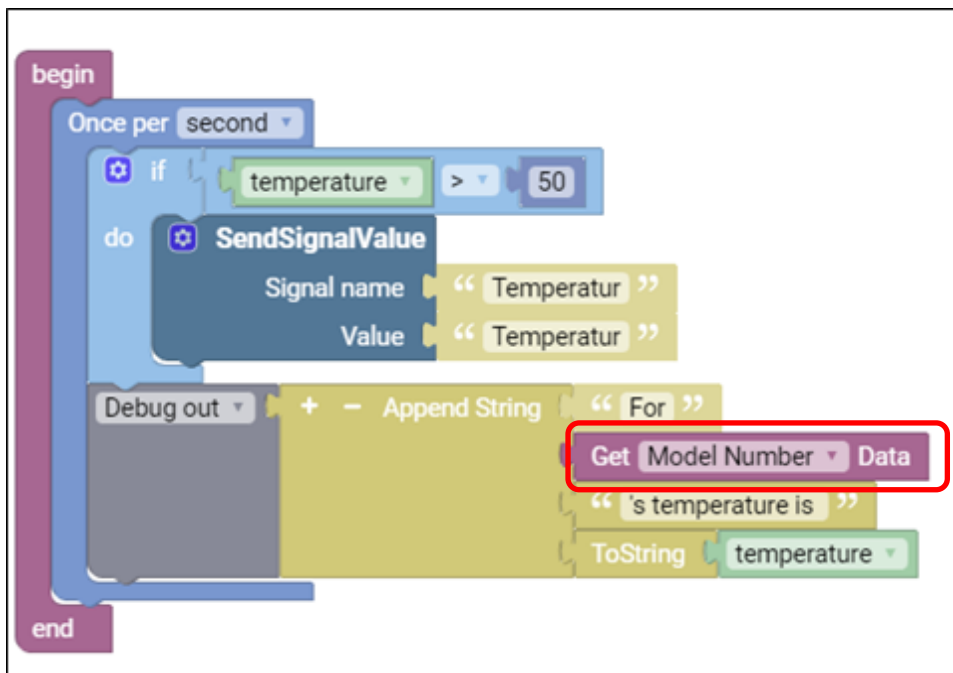 begin
Once per second
if temperature > 50
do SendSignalValue
Signal name “ Temperatur ”
Value “ Temperatur ”
Debug out + - Append String “ For ”
Get Model Number Data
“ 's temperature is ”
ToString temperature
end